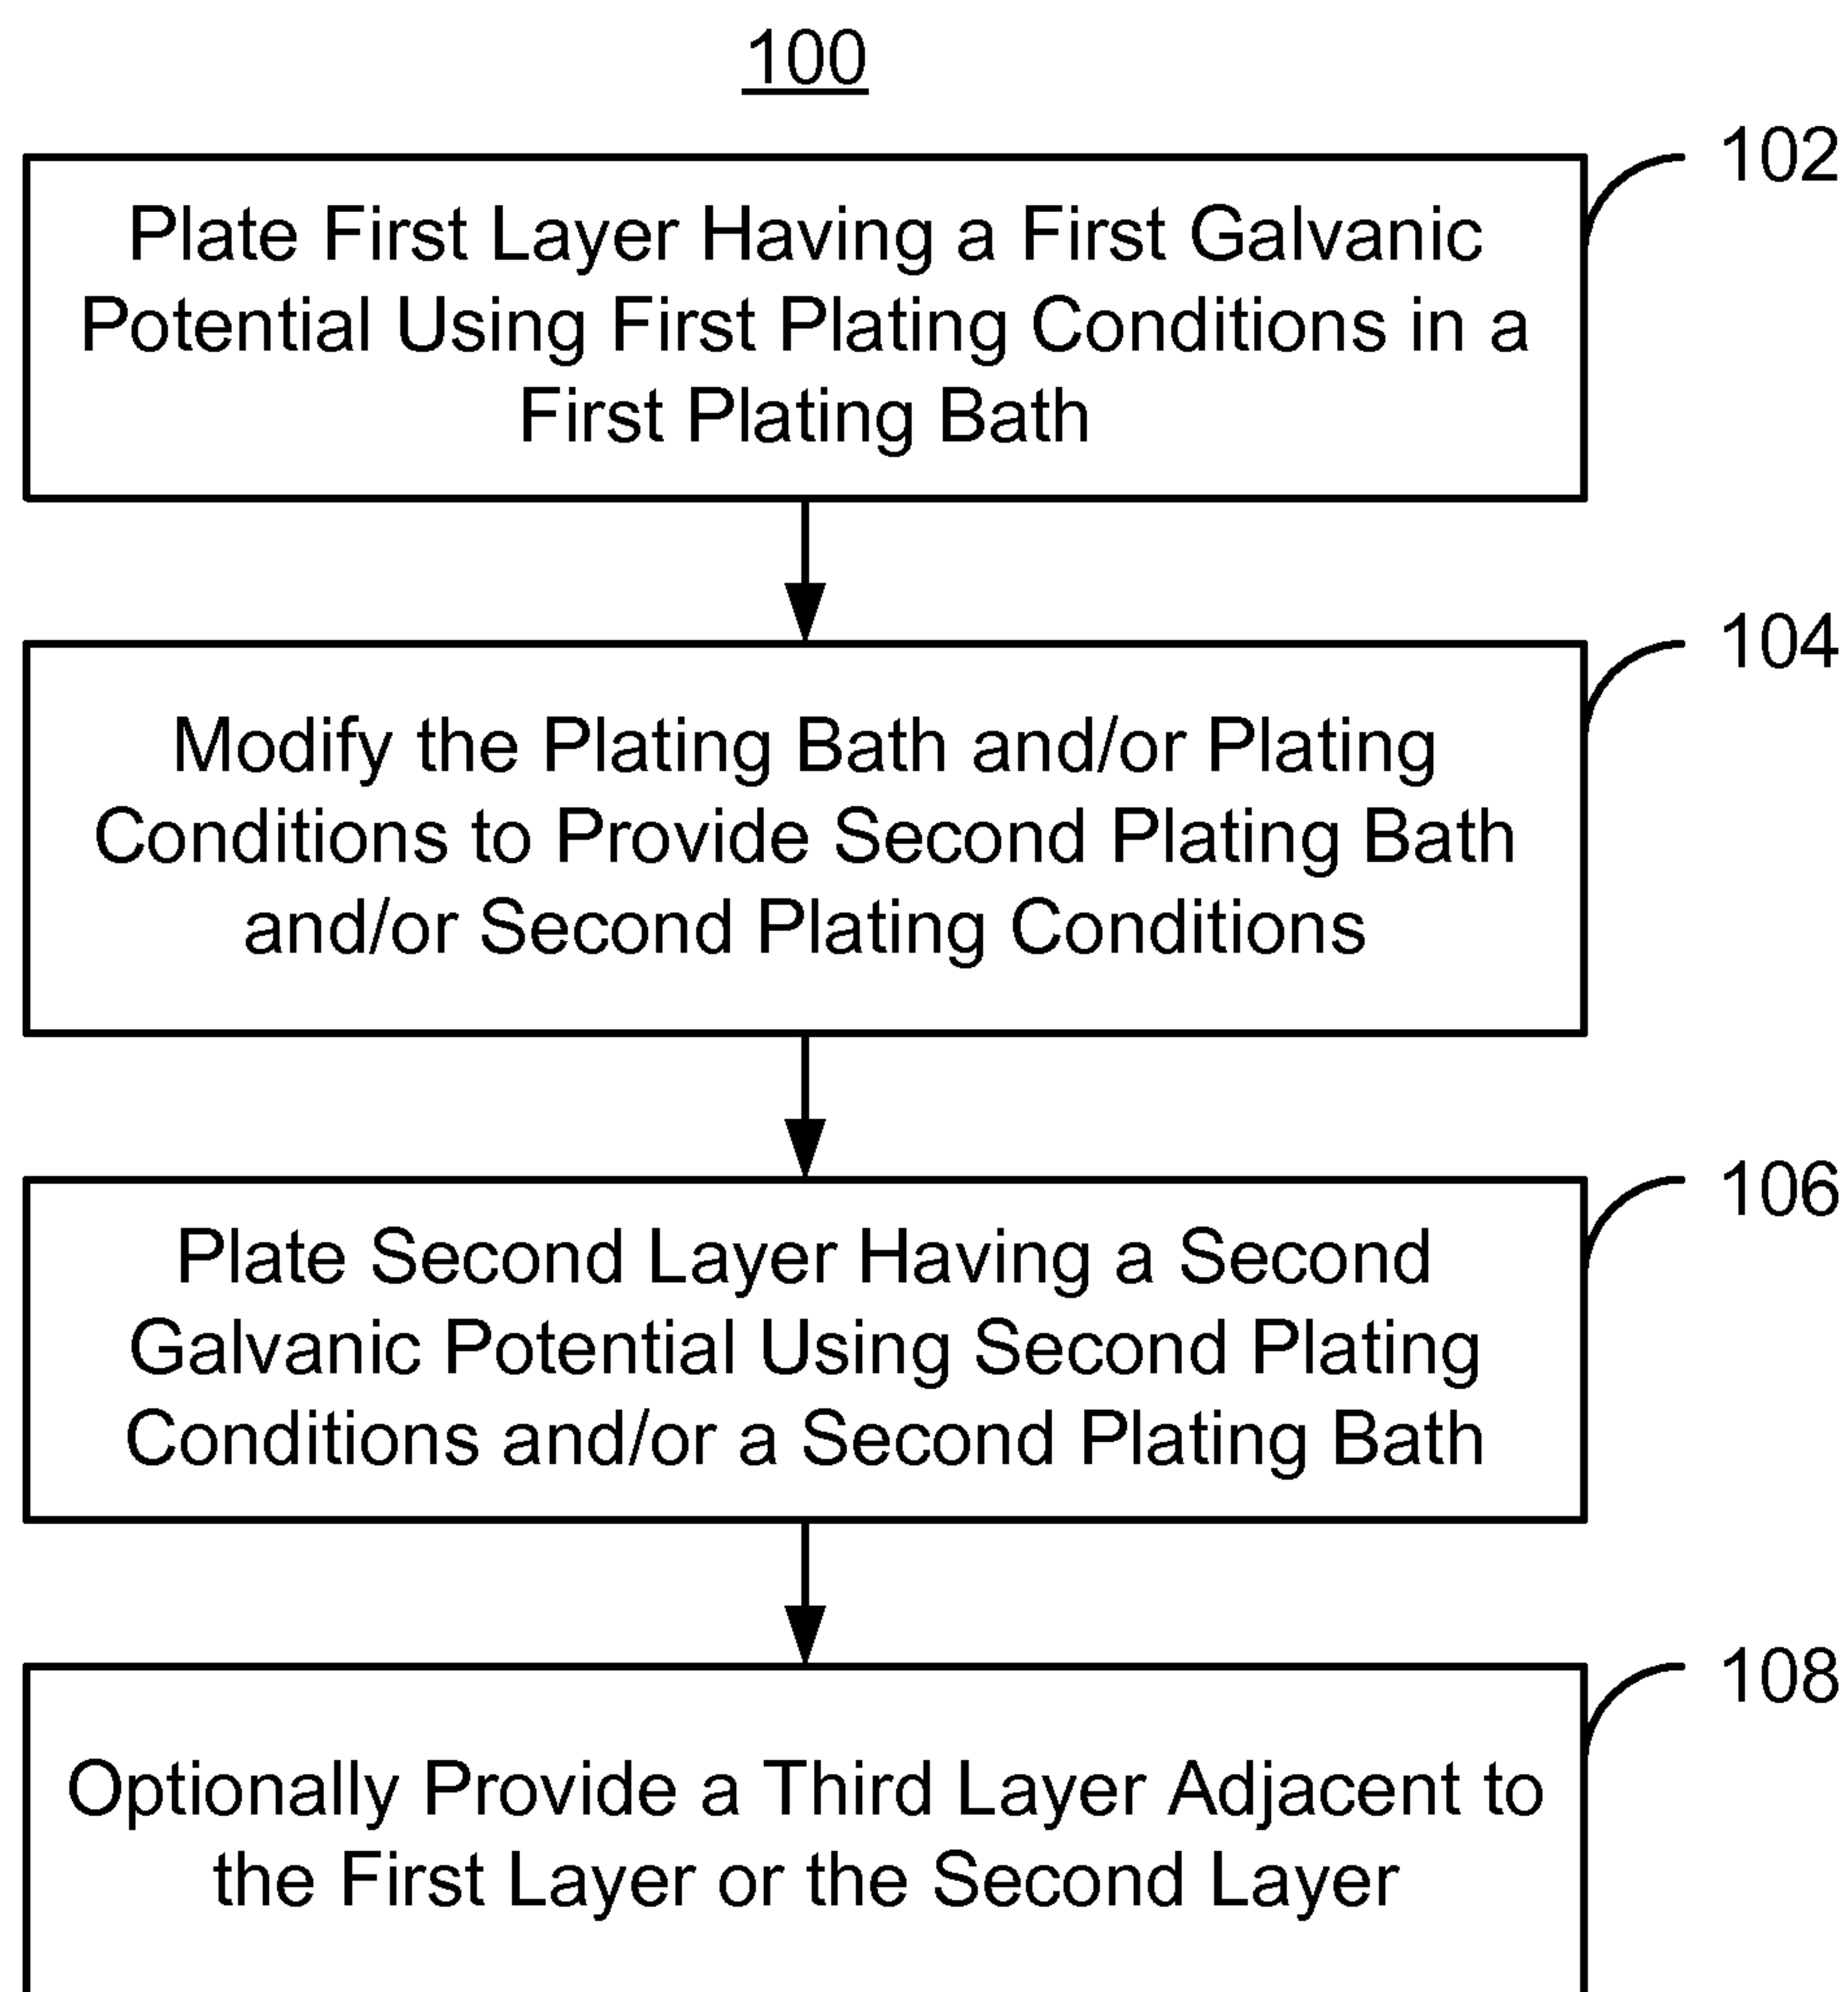 100
102
Plate First Layer Having a First Galvanic
Potential Using First Plating Conditions in a
First Plating Bath
104
Modify the Plating Bath and/or Plating
Conditions to Provide Second Plating Bath
and/or Second Plating Conditions
106
Plate Second Layer Having a Second
Galvanic Potential Using Second Plating
Conditions and/or a Second Plating Bath
108
Optionally Provide a Third Layer Adjacent to
the First Layer or the Second Layer